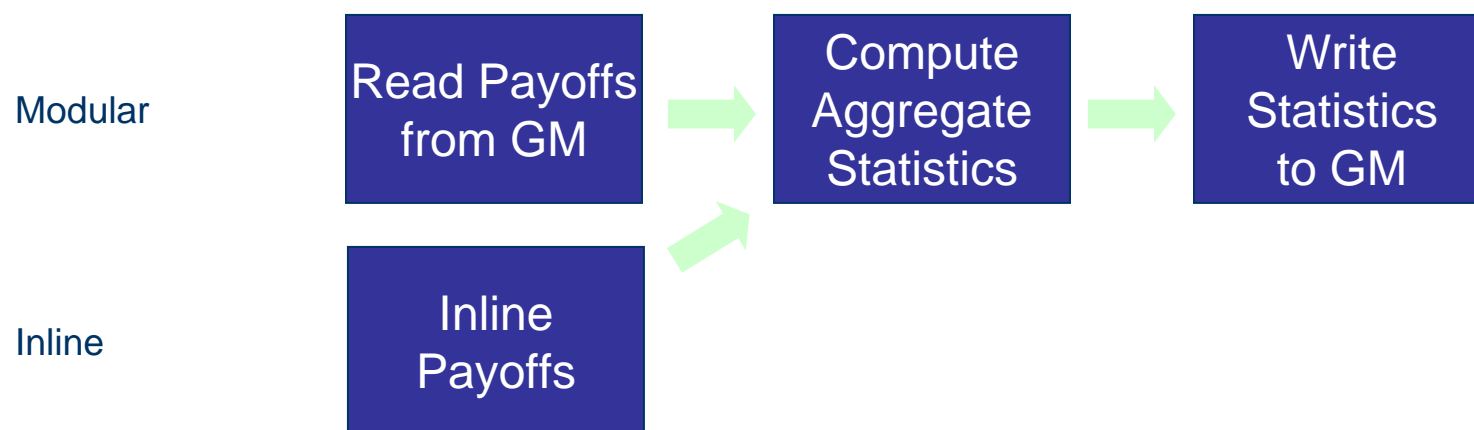 Modular
Read Payoffs
from GM
Compute
Aggregate
Statistics
Write
Statistics
to GM
Inline
Inline
Payoffs